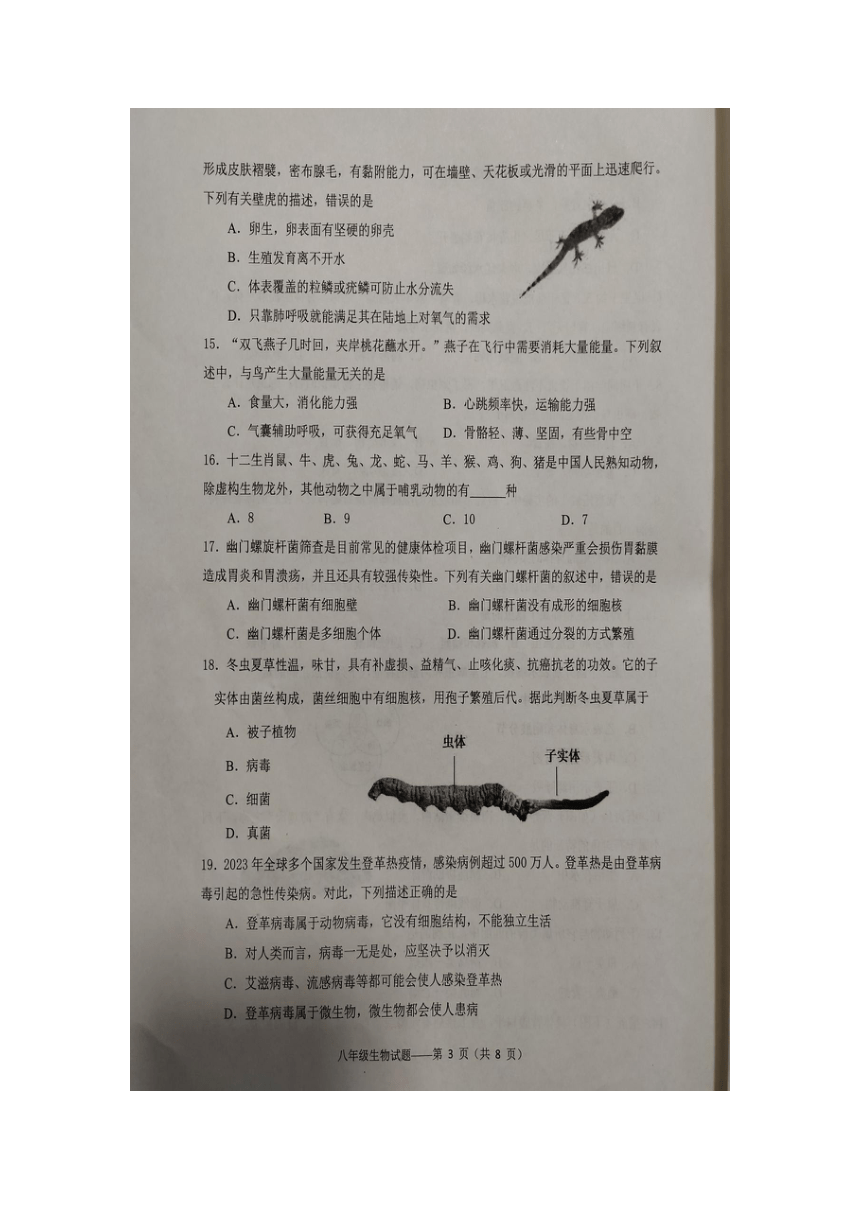 形成皮肤褶襞，密布腺毛，有黏附能力，可在墙壁、天花板或光滑的平面上迅速爬行。
下列有关壁虎的描述，错误的是
A．卵生，卵表面有坚硬的卵壳
B．生殖发育离不开水
C．体表覆盖的粒鳞或疣鳞可防止水分流失
D．只靠肺呼吸就能满足其在陆地上对氧气的需求
15．“双飞燕子几时回，夹岸桃花蘸水开。”燕子在飞行中需要消耗大量能量。下列叙
述中，与鸟产生大量能量无关的是
A．食量大，消化能力强 B．心跳频率快，运输能力强
C．气囊辅助呼吸，可获得充足氧气 D．骨骼轻、薄、坚固，有些骨中空
16．十二生肖鼠、牛、虎、兔、龙、蛇、马、羊、猴、鸡、狗、猪是中国人民熟知动物，
除虚构生物龙外，其他动物之中属于哺乳动物的有______种
A．8 B．9 C．10 D．7
17．幽门螺旋杆菌筛查是目前常见的健康体检项目，幽门螺杆菌感染严重会损伤胃黏膜
造成胃炎和胃溃疡，并且还具有较强传染性。下列有关幽门螺杆菌的叙述中，错误的是
A．幽门螺杆菌有细胞壁 B．幽门螺杆菌没有成形的细胞核
C．幽门螺杆菌是多细胞个体 D．幽门螺杆菌通过分裂的方式繁殖
18．冬虫夏草性温，味甘，具有补虚损、益精气、止咳化痰、抗癌抗老的功效。它的子
实体由菌丝构成，菌丝细胞中有细胞核，用孢子繁殖后代。据此判断冬虫夏草属于
A．被子植物
B．病毒
C．细菌
D．真菌
虫体
子实体
19．2023 年全球多个国家发生登革热疫情，感染病例超过 500 万人。登革热是由登革病
毒引起的急性传染病。对此，下列描述正确的是
A．登革病毒属于动物病毒，它没有细胞结构，不能独立生活
B．对人类而言，病毒一无是处，应坚决予以消灭
C．艾滋病毒、流感病毒等都可能会使人感染登革热
D．登革病毒属于微生物，微生物都会使人患病
八年级生物试题——第 3 页（共 8 页）